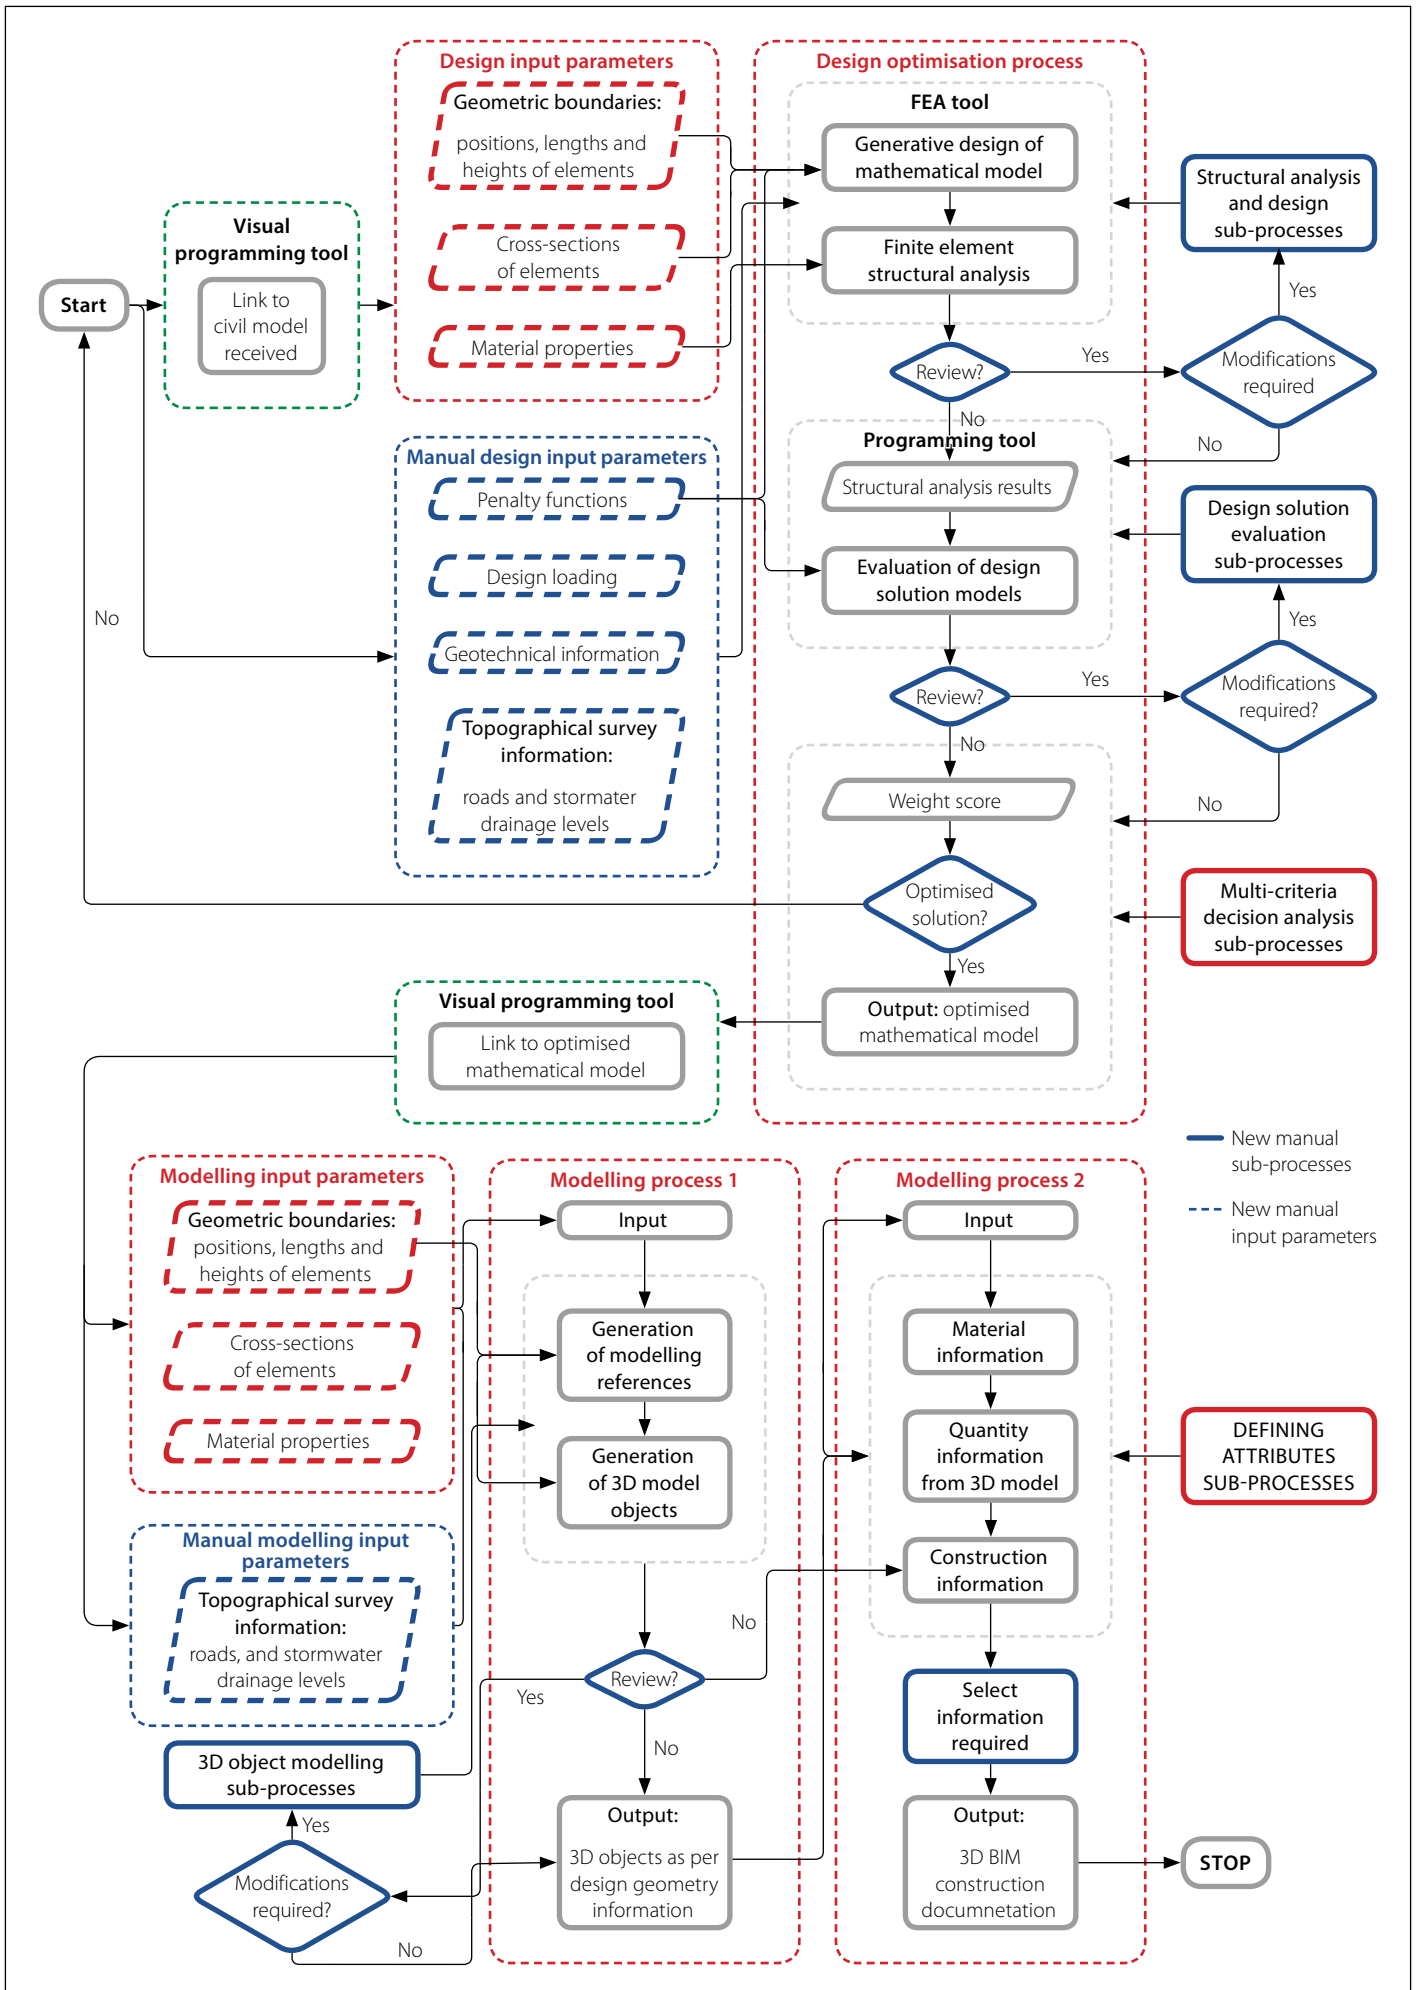 Design input parameters
Geometric boundaries:
positions, lengths and
heights of elements
Cross-sections
of elements
Material properties
Design optimisation process
FEA tool
Generative design of
mathematical model
Finite element
structural analysis
Review?
Yes
No
Structural analysis
and design
sub-processes
Yes
Modifications
required
No
Visual
programming tool
Link to
civil model
received
Start
No
Manual design input parameters
Penalty functions
Design loading
Geotechnical information
Topographical survey
information:
roads and stormater
drainage levels
Programming tool
Structural analysis results
Evaluation of design
solution models
Review?
Yes
No
Design solution
evaluation
sub-processes
Yes
Modifications
required?
No
Weight score
Optimised
solution?
Yes
Output: optimised
mathematical model
Multi-criteria
decision analysis
sub-processes
Visual programming tool
Link to optimised
mathematical model
New manual
sub-processes
New manual
input parameters
Modelling input parameters
Geometric boundaries:
positions, lengths and
heights of elements
Cross-sections
of elements
Material properties
Manual modelling input
parameters
Topographical survey
information:
roads, and stormwater
drainage levels
3D object modelling
sub-processes
Yes
Modifications
required?
No
Modelling process 1
Input
Generation
of modelling
references
Generation
of 3D model
objects
Review?
Yes
No
No
Output:
3D objects as per
design geometry
information
Modelling process 2
Input
Material
information
Quantity
information
from 3D model
Construction
information
Select
information
required
Output:
3D BIM
construction
documnetation
DEFINING
ATTRIBUTES
SUB-PROCESSES
STOP